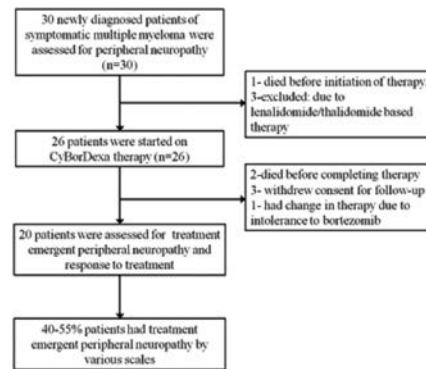 30 newly diagnosed patients of
symptomatic multiple myeloma were
assessed for peripheral neuropathy
(n=30)
1- died before initiation of therapy
3-excluded: due to
lenalidomide/thalidomide based
therapy
26 patients were started on
CyBorDexa therapy (n=26)
2-died before completing therapy
3- withdrew consent for follow-up
1- had change in therapy due to
intolerance to bortezomib
20 patients were assessed for treatment
emergent peripheral neuropathy and
response to treatment
40-55% patients had treatment
emergent peripheral neuropathy by
various scales